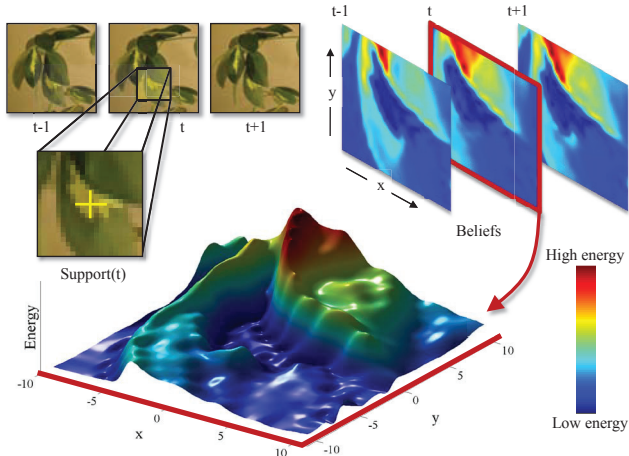 t-1
t
t+1
t-1
t
t+1
y
x
Beliefs
Support(t)
High energy
Low energy
Energy
-10
-5
0
5
10
x
-10
-5
0
5
10
y